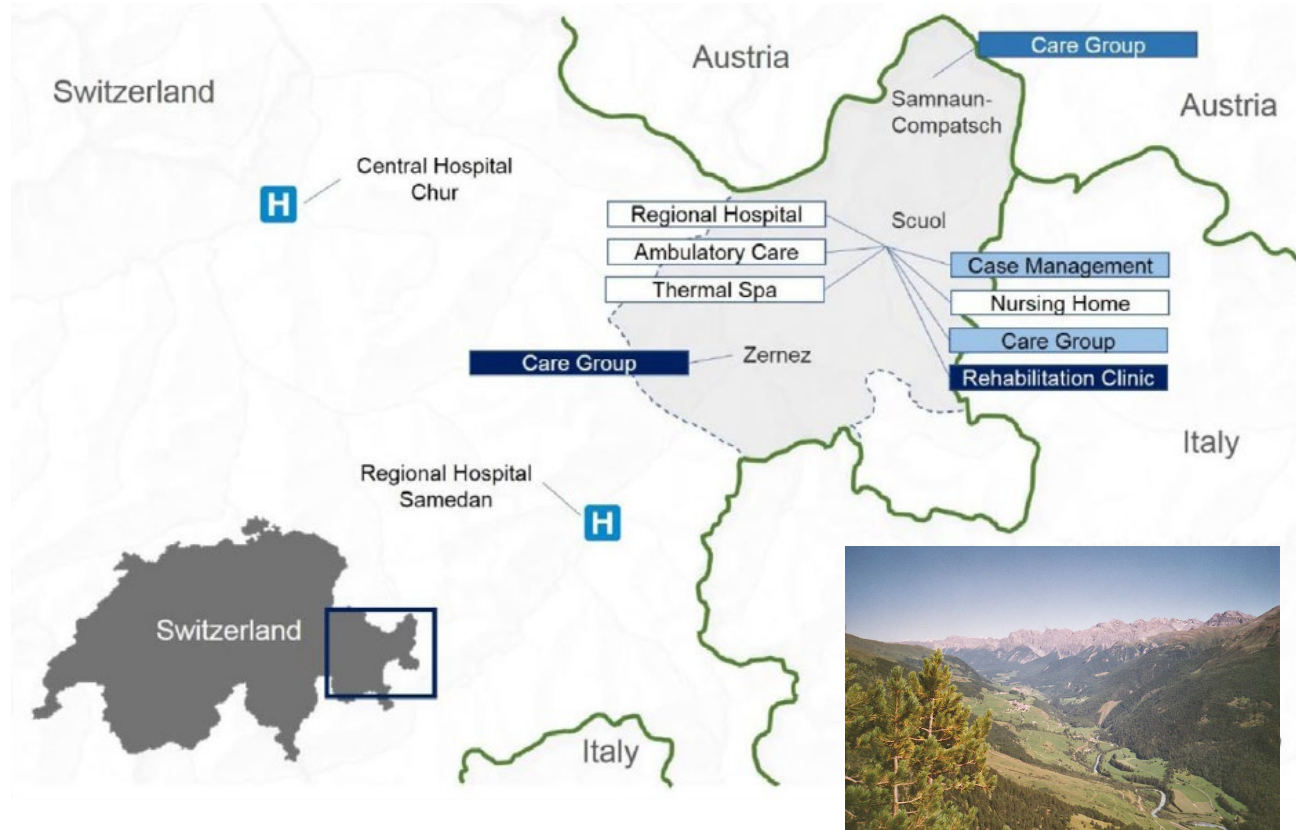 Austria
Care Group
Switzerland
Samnaun-
Compatsch
Austria
Central Hospital
Chur
H
Regional Hospital
Scuol
Ambulatory Care
Case Management
Thermal Spa
Nursing Home
Care Group
Zernez
Care Group
Rehabilitation Clinic
Italy
Regional Hospital
Samedan
H
Switzerland
Italy